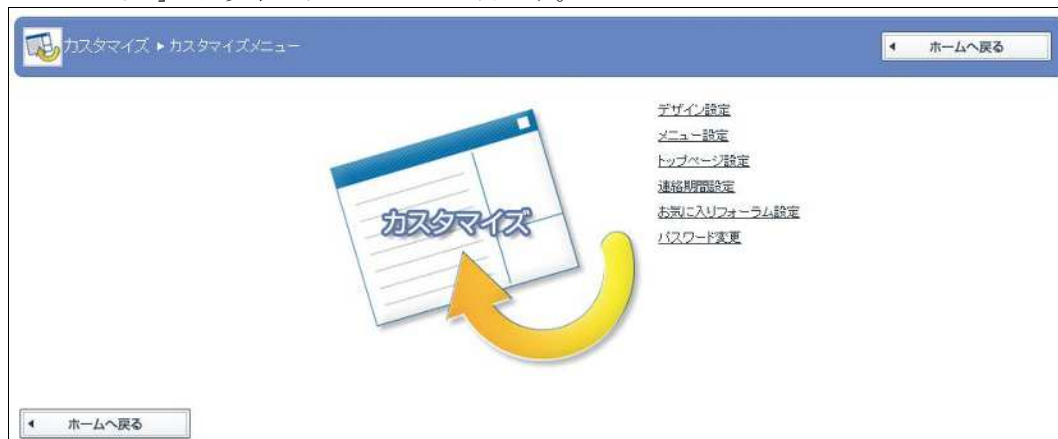 カスタマイズ ▶ カスタマイズメニュー
ホームへ戻る
デザイン設定
メニュー設定
トップページ設定
連絡期間設定
お気に入りフォーラム設定
パスワード変更
カスタマイズ
ホームへ戻る